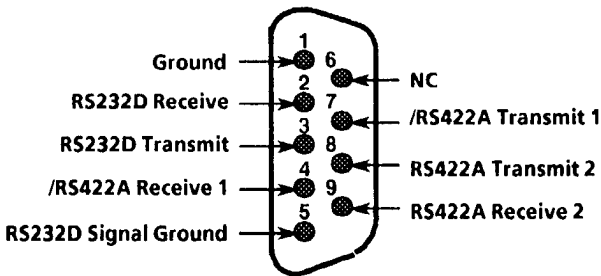 1
Ground
6
NC
2
RS232D Receive
7
/RS422A Transmit 1
3
RS232D Transmit
8
RS422A Transmit 2
4
/RS422A Receive 1
9
RS422A Receive 2
5
RS232D Signal Ground